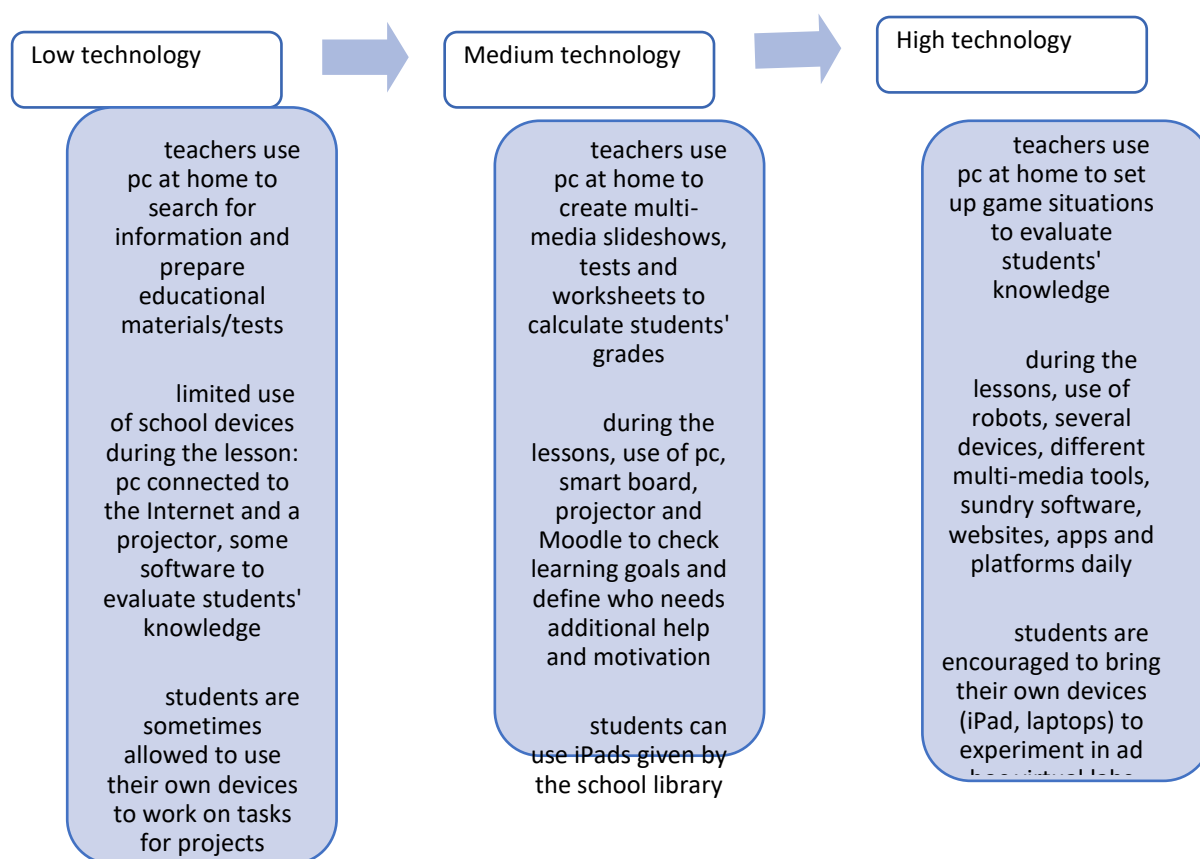 Low technology
teachers use
pc at home to
search for
information and
prepare
educational
materials/tests
limited use
of school devices
during the lesson:
pc connected to
the Internet and a
projector, some
software to
evaluate students'
knowledge
students are
sometimes
allowed to use
their own devices
to work on tasks
for projects
Medium technology
teachers use
pc at home to
create multi-
media slideshows,
tests and
worksheets to
calculate students'
grades
during the
lessons, use of pc,
smart board,
projector and
Moodle to check
learning goals and
define who needs
additional help
and motivation
students can
use iPads given by
the school library
High technology
teachers use
pc at home to set
up game situations
to evaluate
students'
knowledge
during the
lessons, use of
robots, several
devices, different
multi-media tools,
sundry software,
websites, apps and
platforms daily
students are
encouraged to bring
their own devices
(iPad, laptops) to
experiment in ad